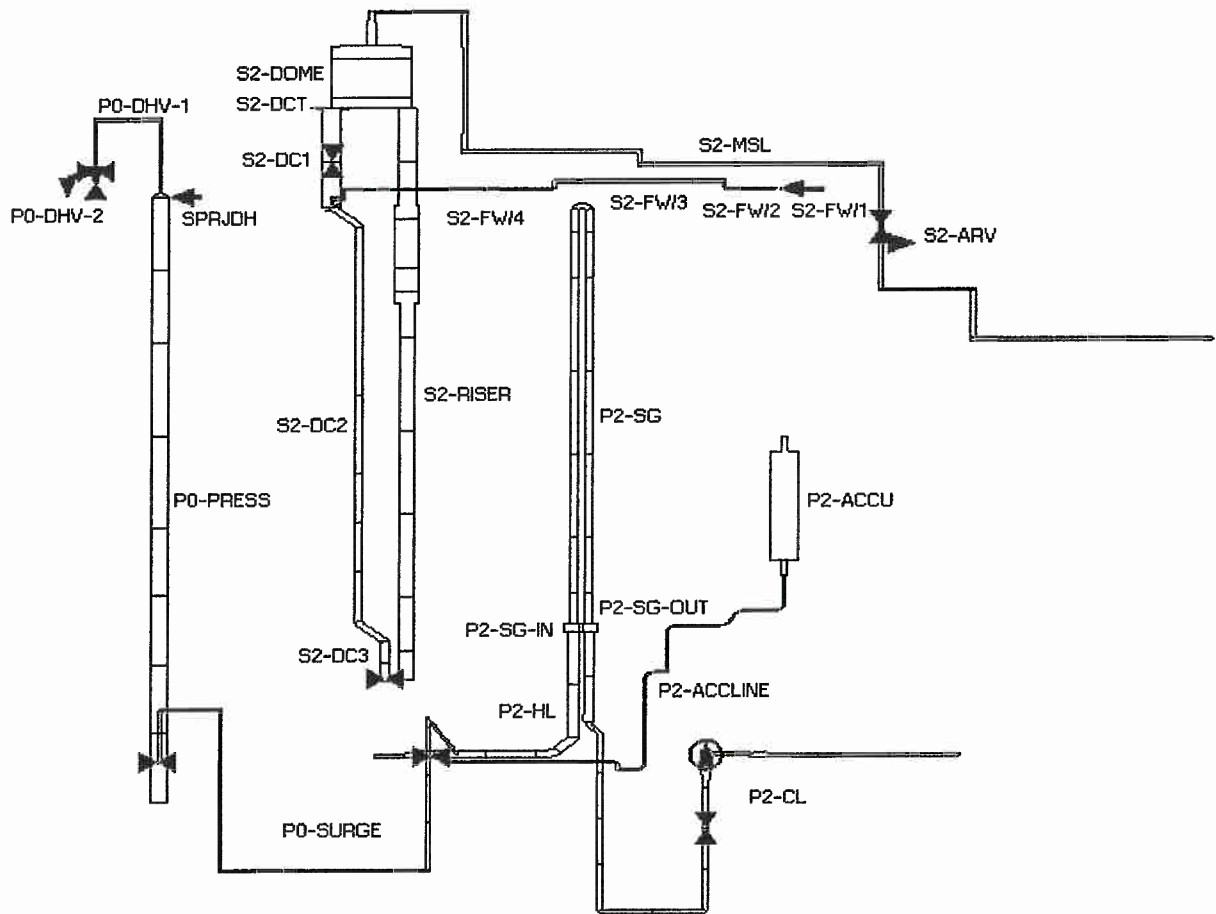 S2-DOME
P0-DHV-1
S2-DCT
S2-MSL
S2-DC1
P0-DHV-2
SPRJDH
S2-FW/4
S2-FW/3
S2-FW/2
S2-FW/1
S2-ARV
S2-RISER
P2-SG
S2-DC2
P0-PRESS
P2-ACCU
P2-SG-OUT
P2-SG-IN
S2-DC3
P2-ACCLINE
P2-HL
P2-CL
P0-SURGE